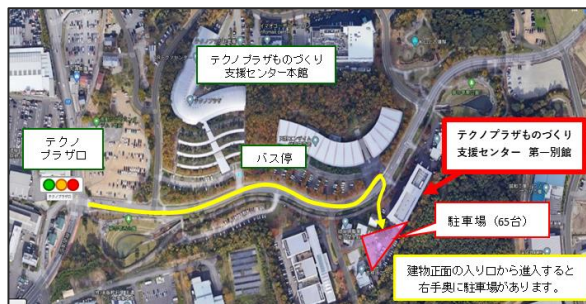 テクノプラザものづくり
支援センター本館
テクノ
プラザ口
バス停
テクノプラザものづくり
支援センター 第一別館
駐車場（65台）
建物正面の入り口から進入すると
右手奥に駐車場があります。